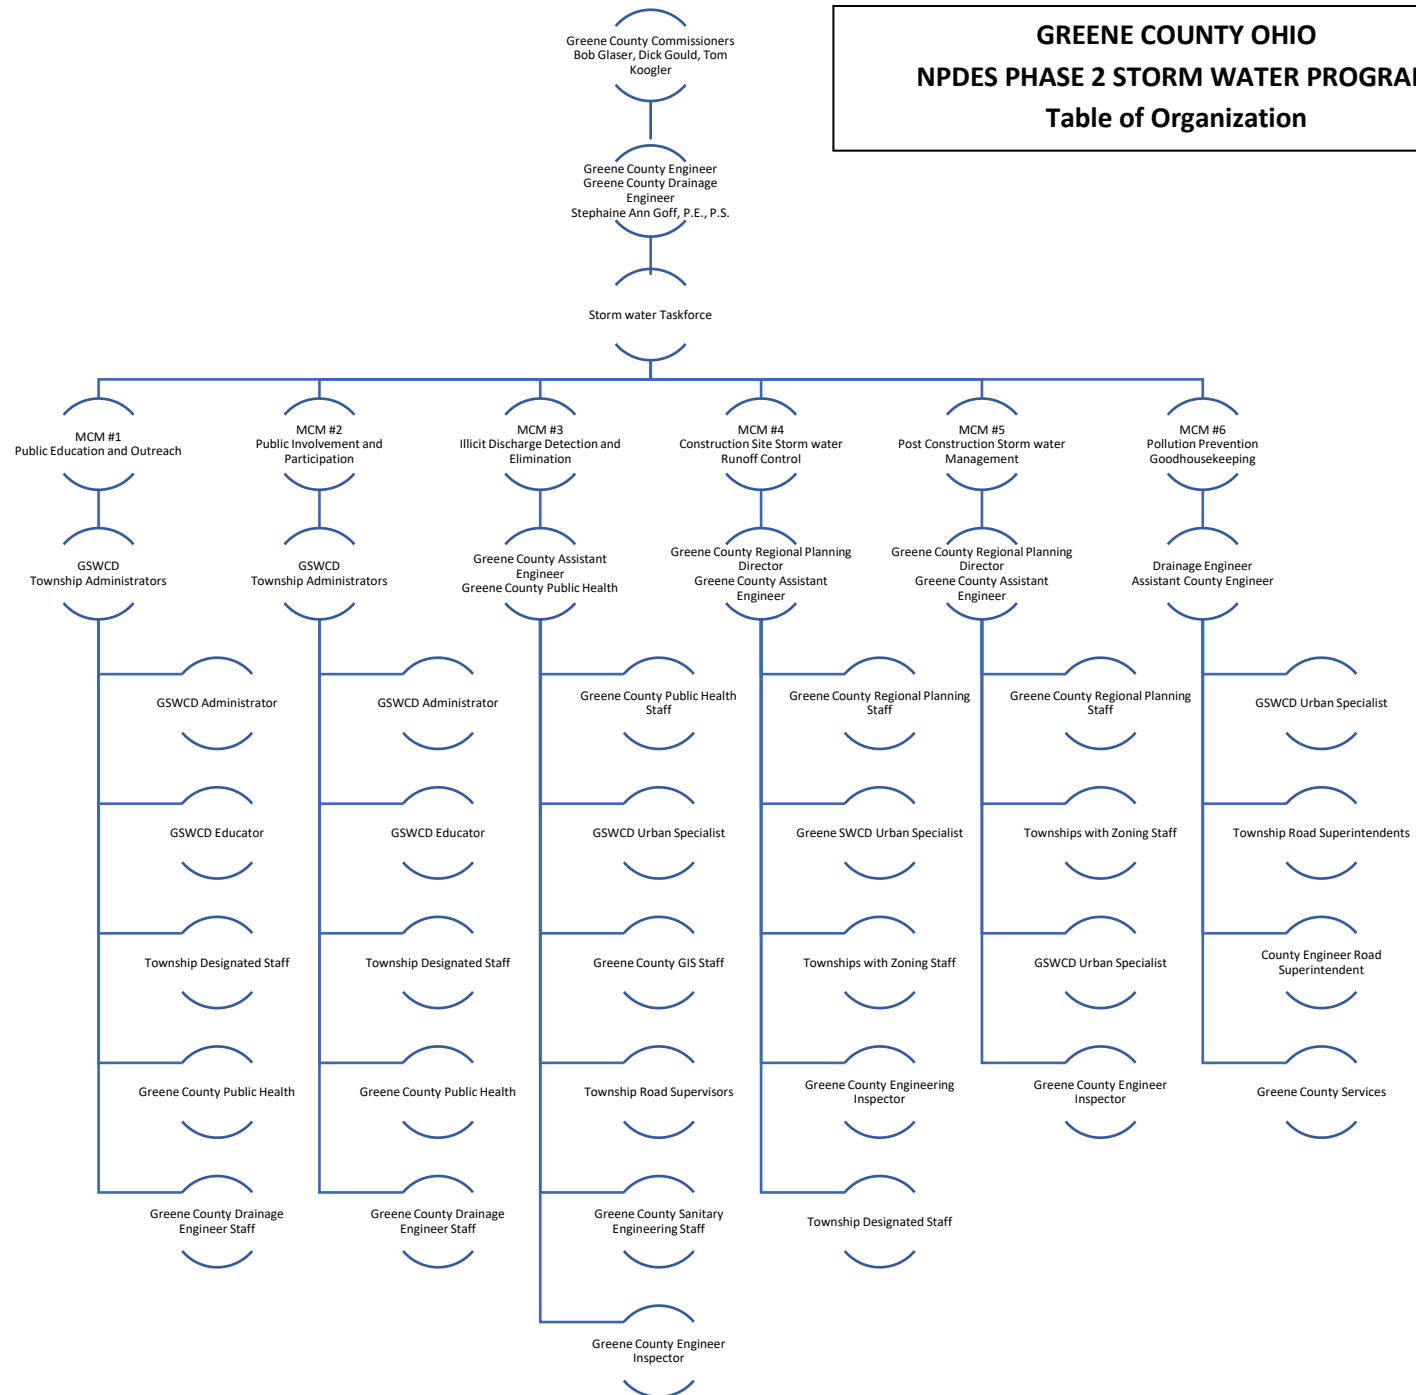 GREENE COUNTY OHIO
NPDES PHASE 2 STORM WATER PROGRAM
Table of Organization
Greene County Commissioners
Bob Glaser, Dick Gould, Tom
Koogler
Greene County Engineer
Greene County Drainage
Engineer
Stephaine Ann Goff, P.E., P.S.
Storm water Taskforce
MCM #1
Public Education and Outreach
GSWCD
Township Administrators
GSWCD Administrator
GSWCD Educator
Township Designated Staff
Greene County Public Health
Greene County Drainage
Engineer Staff
MCM #2
Public Involvement and
Participation
GSWCD
Township Administrators
GSWCD Administrator
GSWCD Educator
Township Designated Staff
Greene County Public Health
Greene County Drainage
Engineer Staff
MCM #3
Illicit Discharge Detection and
Elimination
Greene County Assistant
Engineer
Greene County Public Health
Greene County Public Health
Staff
GSWCD Urban Specialist
Greene County GIS Staff
Township Road Supervisors
Greene County Sanitary
Engineering Staff
Greene County Engineer
Inspector
MCM #4
Construction Site Storm water
Runoff Control
Greene County Regional Planning
Director
Greene County Assistant
Engineer
Greene County Regional Planning
Staff
Greene SWCD Urban Specialist
Townships with Zoning Staff
Greene County Engineering
Inspector
Township Designated Staff
MCM #5
Post Construction Storm water
Management
Greene County Regional Planning
Director
Greene County Assistant
Engineer
Greene County Regional Planning
Staff
Townships with Zoning Staff
GSWCD Urban Specialist
Greene County Engineer
Inspector
MCM #6
Pollution Prevention
Goodhousekeeping
Drainage Engineer
Assistant County Engineer
GSWCD Urban Specialist
Township Road Superintendents
County Engineer Road
Superintendent
Greene County Services